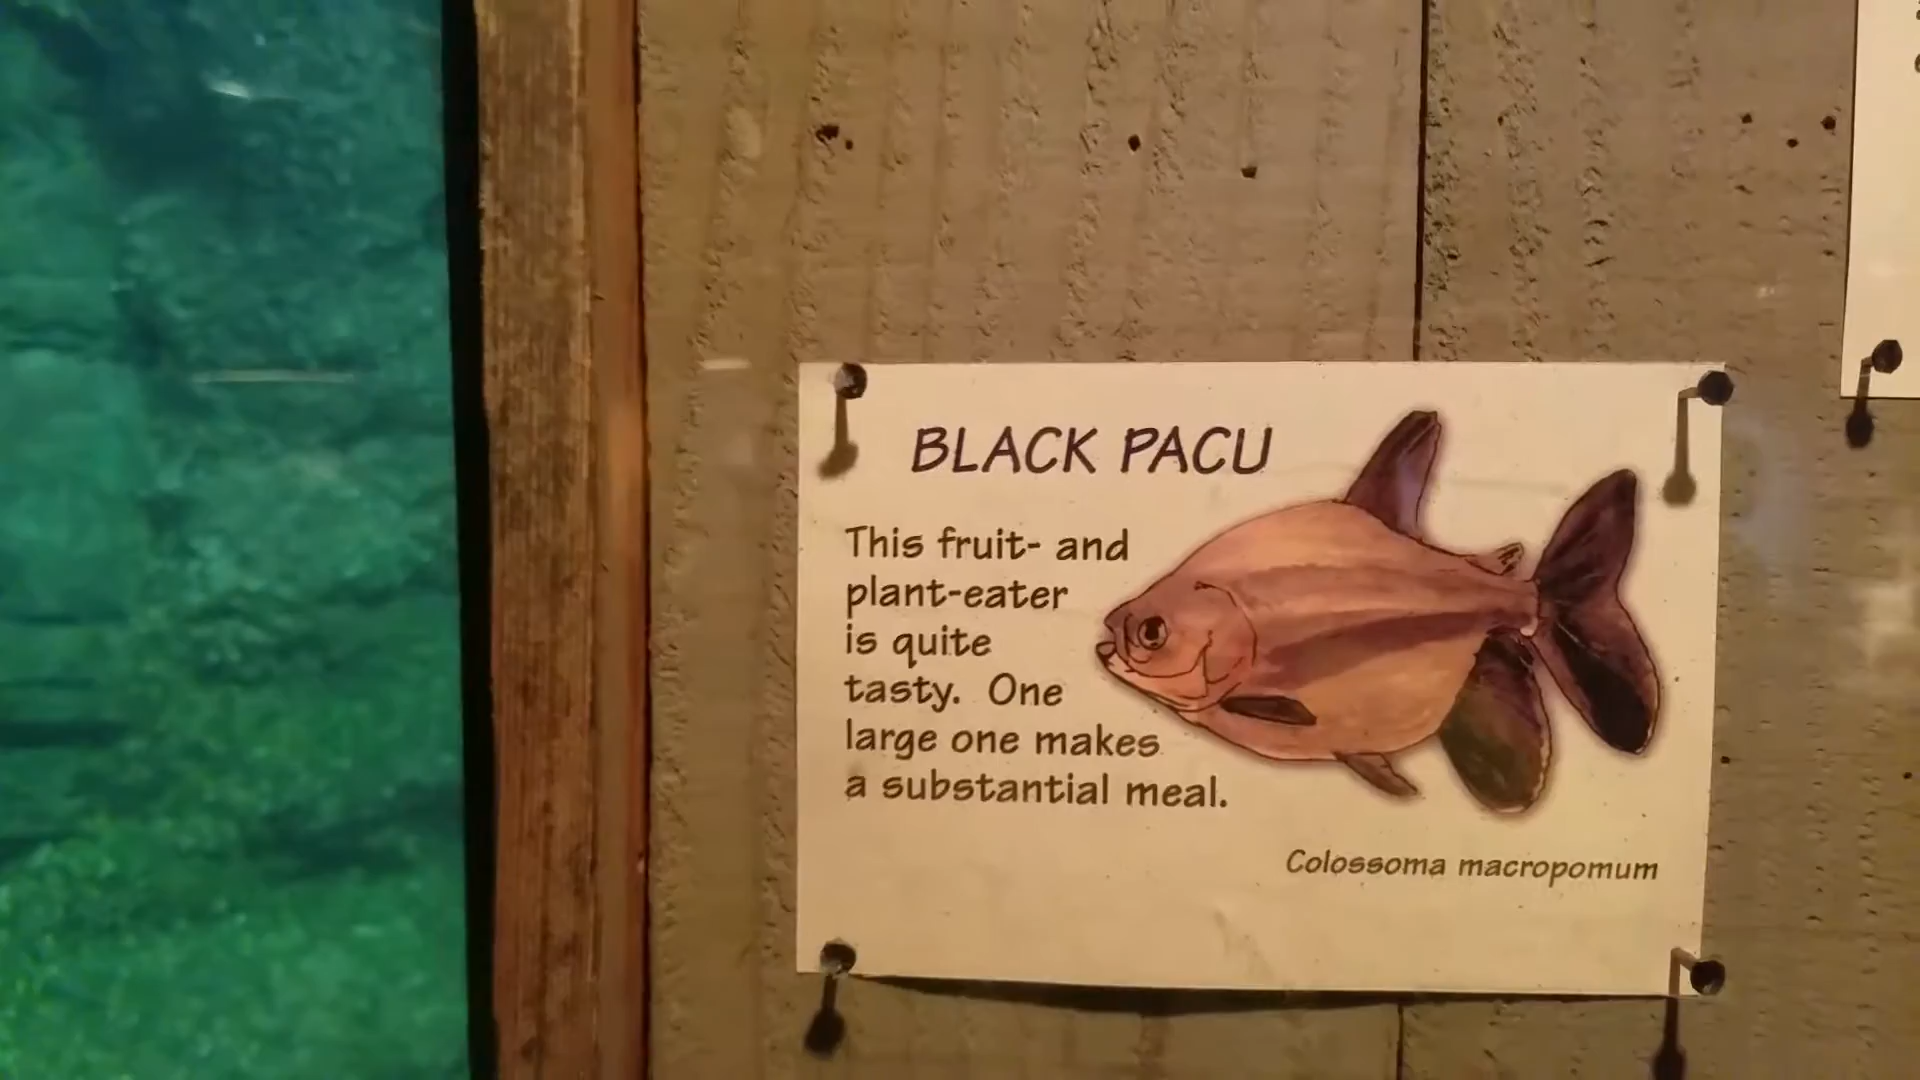 BLACK PACU
This fruit- and
plant-eater
is quite
tasty. One
large one makes
a substantial meal.
Colossoma macropomum